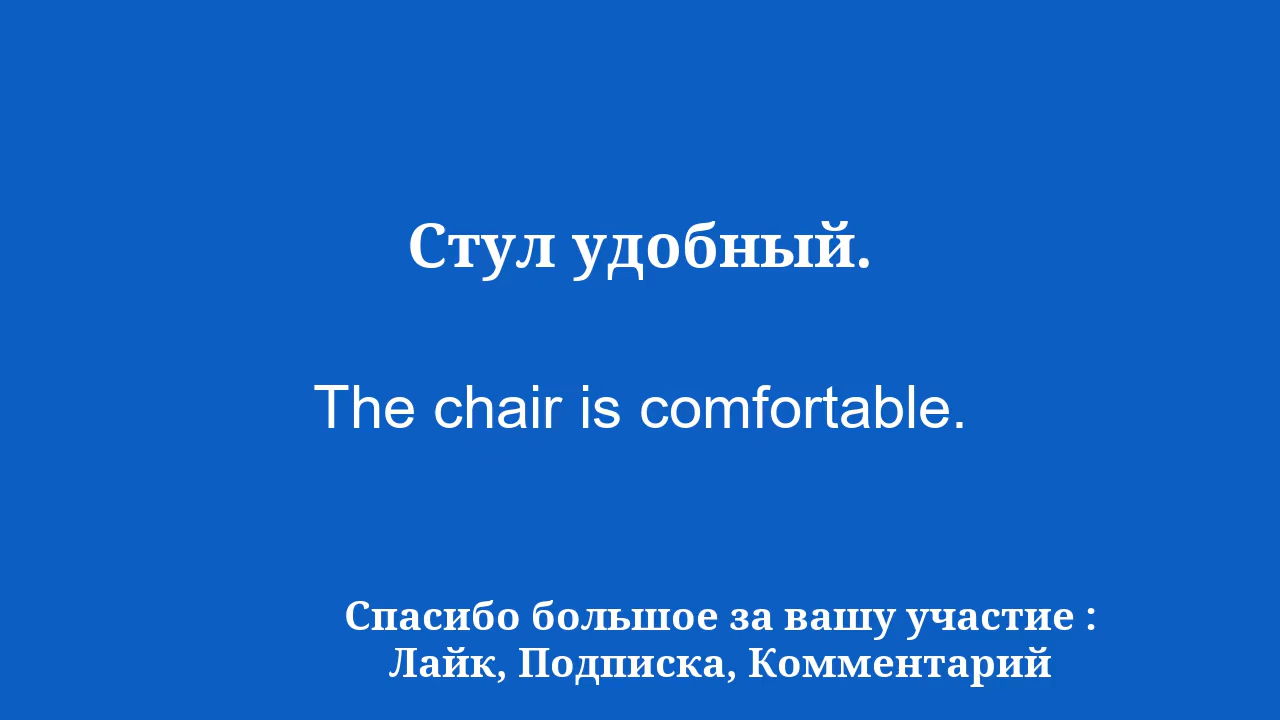 Стул удобный.
The chair is comfortable.
Спасибо большое за вашу участие :
Лайк, Подписка, Комментарий